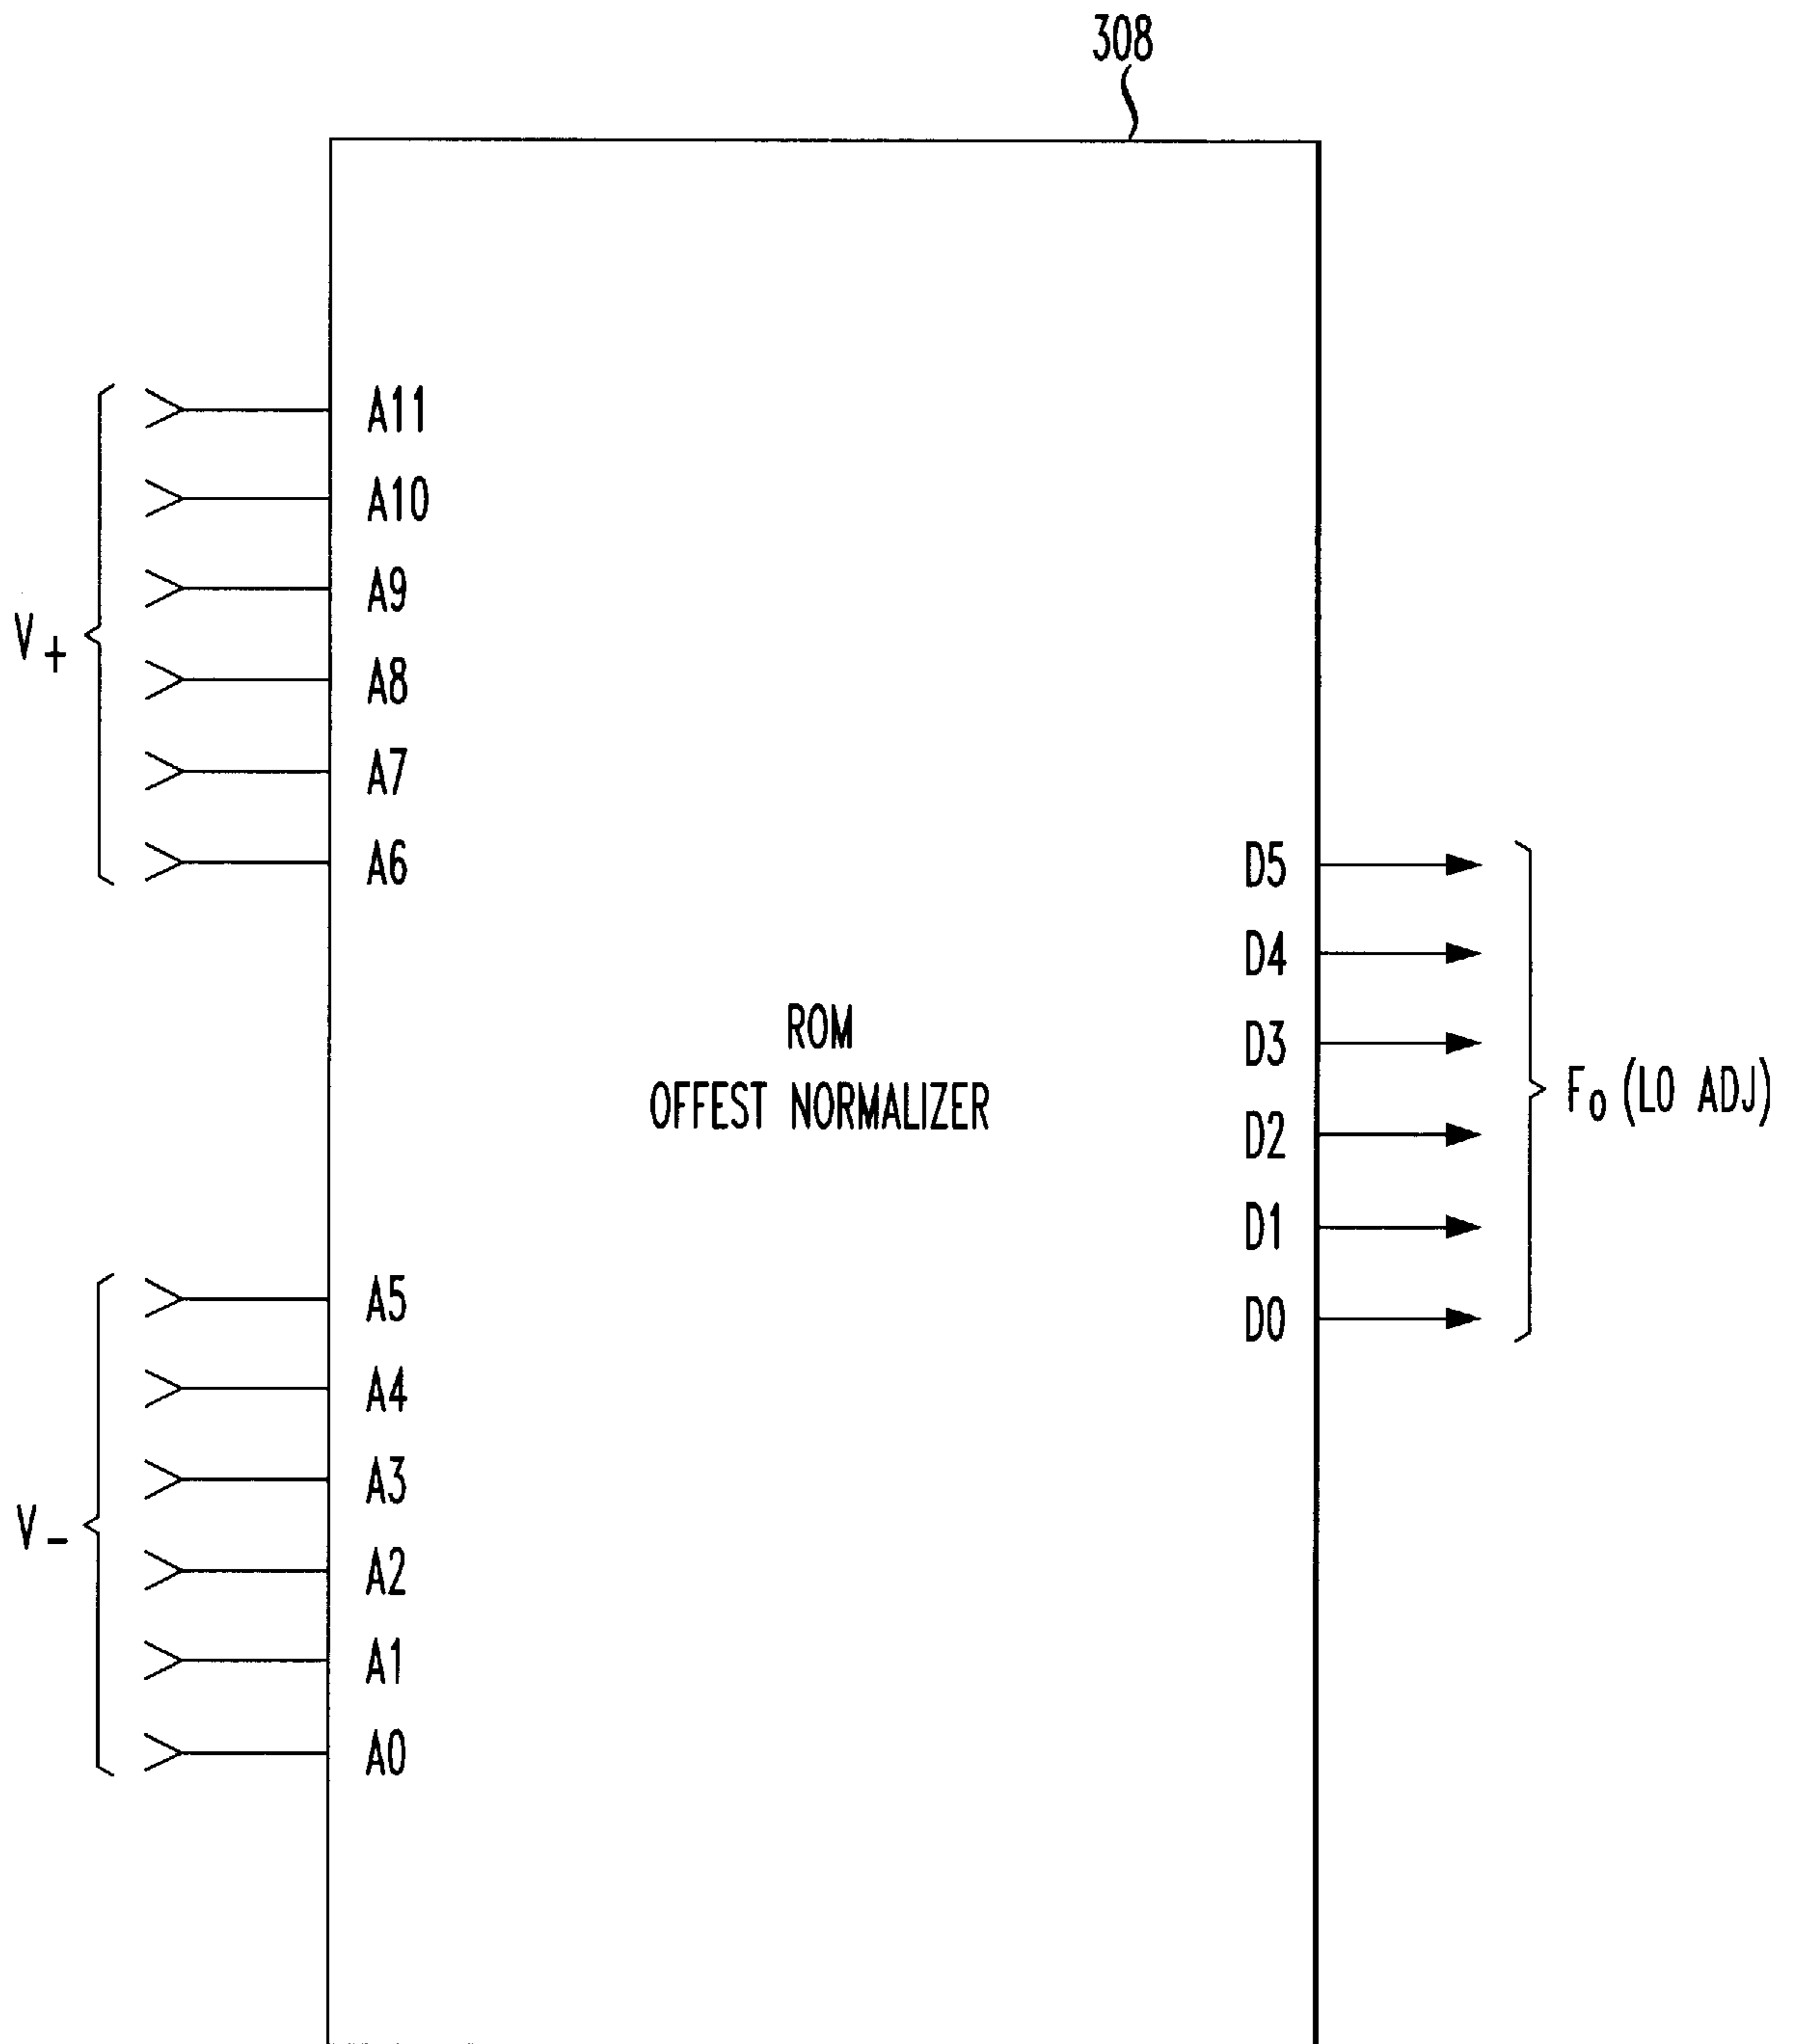 308
A11
A10
A9
V+
A8
A7
A6
D5
D4
ROM
D3
OFFEST NORMALIZER
F0 (LO ADJ)
D2
D1
A5
D0
A4
A3
V-
A2
A1
A0